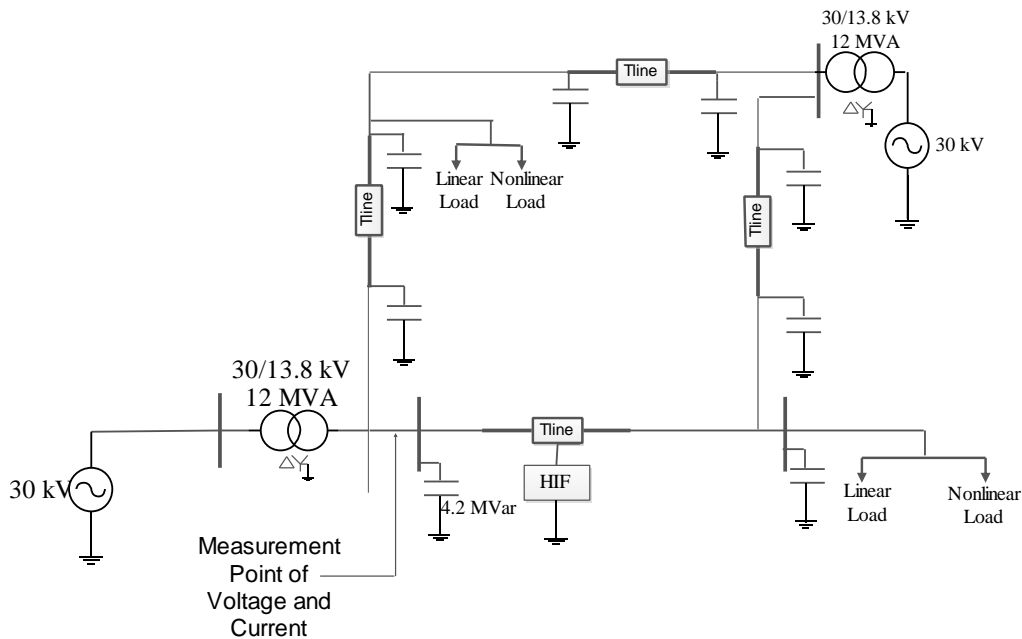 30/13.8 kV
12 MVA
Tline
30 kV
Linear
Load
Nonlinear
Load
Tline
Tline
30/13.8 kV
12 MVA
Tline
HIF
30 kV
4.2 MVar
Linear
Load
Nonlinear
Load
Measurement
Point of
Voltage and
Current